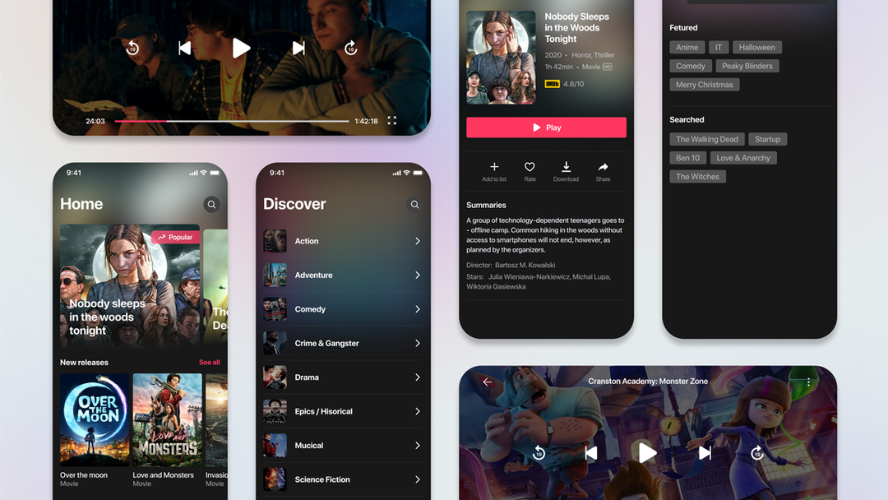 10
10
24:03
1:42:18
9:41
Home
Popular
Nobody sleeps
in the woods
tonight
The
De
New releases
See all
OVER
THE
MOON
LOVE AND
MONSTERS
Over the moon
Movie
Love and Monsters
Movie
Invasio
Movie
9:41
Discover
Action
Adventure
Comedy
Crime & Gangster
Drama
Epics / Hisorical
Mucical
Science Fiction
Nobody Sleeps
in the Woods
Tonight
2020 • Horror, Thriller
1h 42min • Movie HD
IMDb 4.8/10
Play
Add to list
Rate
Download
Share
Summaries
A group of technology-dependent teenagers goes to
- offline camp. Common hiking in the woods without
access to smartphones will not end, however, as
planned by the organizers.
Director: Bartosz M. Kowalski
Stars: Julia Wieniawa-Narkiewicz, Michal Lupa,
Wiktoria Gasiewska
Fetured
Anime
IT
Halloween
Comedy
Peaky Blinders
Merry Christmas
Searched
The Walking Dead
Startup
Ben 10
Love & Anarchy
The Witches
Cranston Academy: Monster Zone
10
10